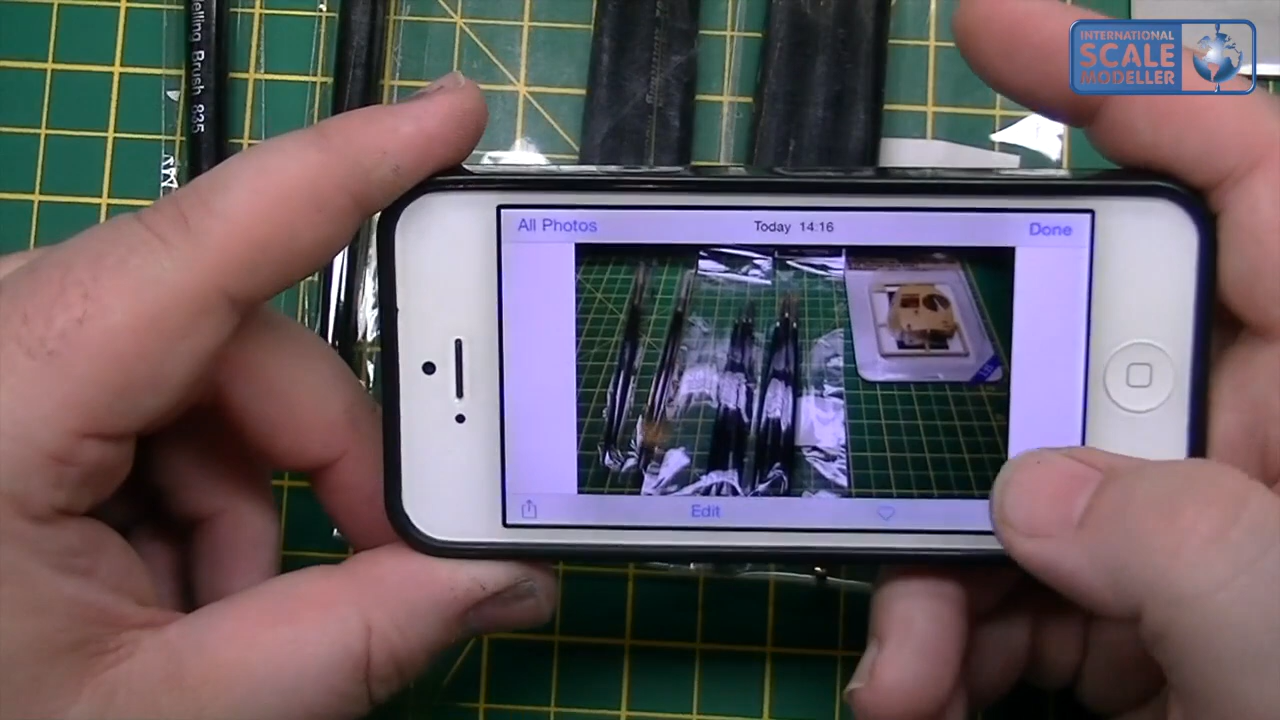 elling Brush 835
INTERNATIONAL
SCALE
MODELLER
All Photos
Today 14:16
Done
Edit